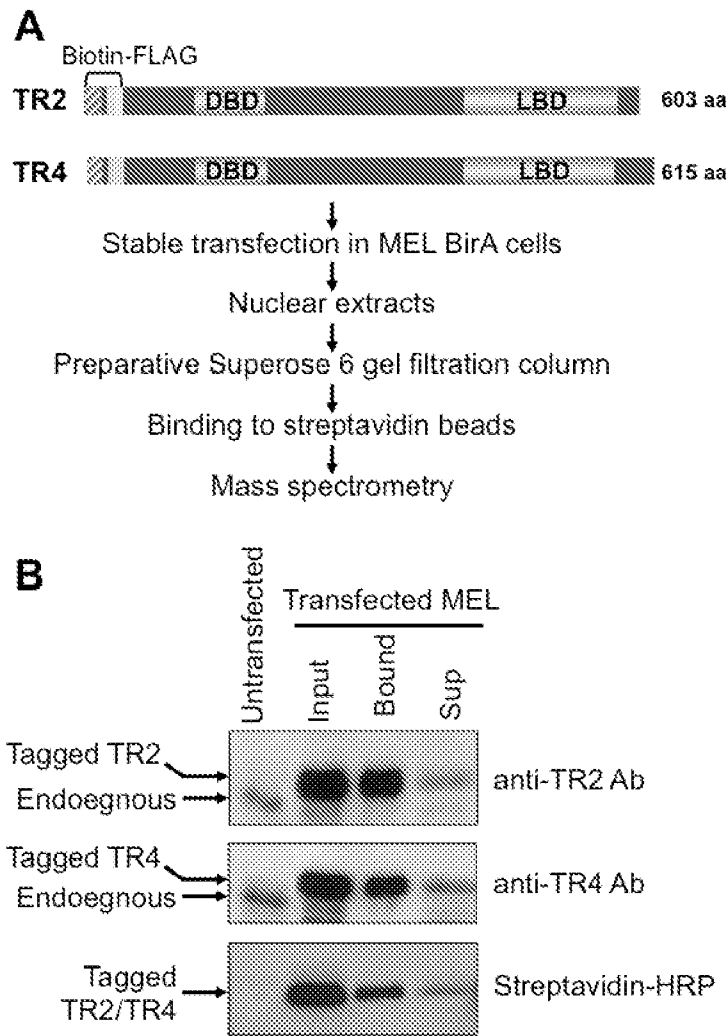 A
Biotin-FLAG
TR2 DBD LBD 603 aa
TR4 DBD LBD 615 aa
Stable transfection in MEL BirA cells
Nuclear extracts
Preparative Superose 6 gel filtration column
Binding to streptavidin beads
Mass spectrometry
B
Untransfected
Transfected MEL
Input
Bound
Sup
Tagged TR2
Endoegnous
anti-TR2 Ab
Tagged TR4
Endoegnous
anti-TR4 Ab
Tagged
TR2/TR4
Streptavidin-HRP